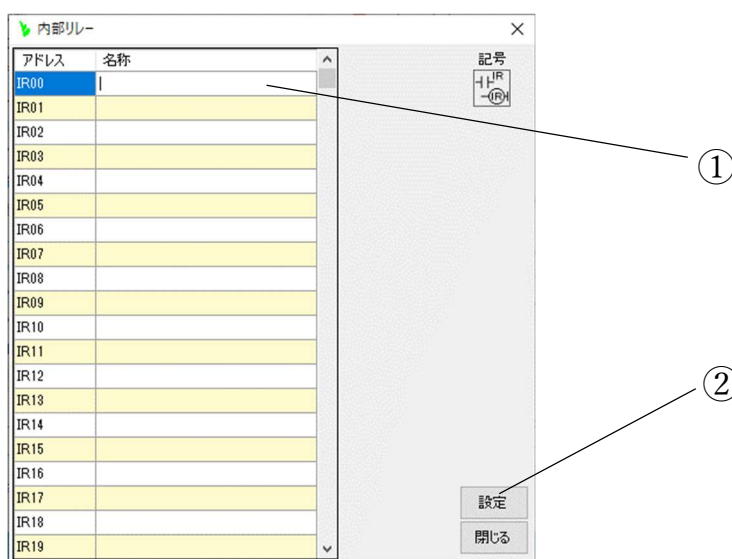 内部リレー
アドレス 名称
記号
IR00
IR
IR
IR01
IR02
IR03
①
IR04
IR05
IR06
IR07
IR08
IR09
IR10
IR11
IR12
②
IR13
IR14
IR15
IR16
IR17
設定
IR18
閉じる
IR19